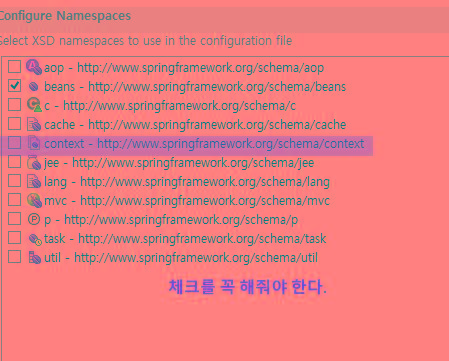 Configure Namespaces
Select XSD namespaces to use in the configuration file
aop - http://www.springframework.org/schema/aop
beans - http://www.springframework.org/schema/beans
c - http://www.springframework.org/schema/c
cache - http://www.springframework.org/schema/cache
context - http://www.springframework.org/schema/context
jee - http://www.springframework.org/schema/jee
lang - http://www.springframework.org/schema/lang
mvc - http://www.springframework.org/schema/mvc
p - http://www.springframework.org/schema/p
task - http://www.springframework.org/schema/task
util - http://www.springframework.org/schema/util
체크를 꼭 해줘야 한다.